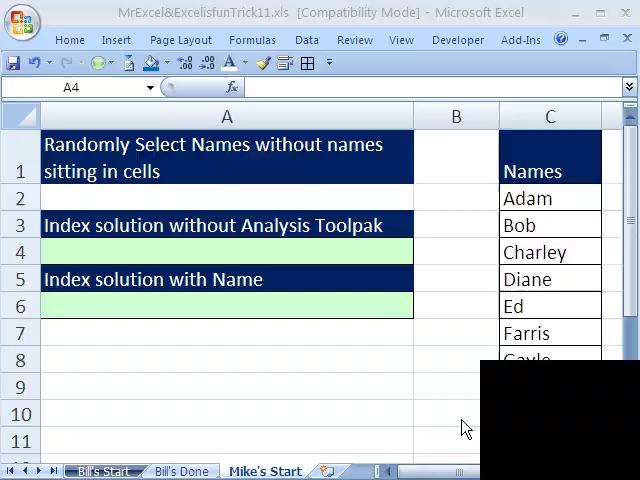 MrExcel&ExcelisfunTrick11.xls [Compatibility Mode] - Microsoft Excel
Home Insert Page Layout Formulas Data Review View Developer Add-Ins
A4 fx
A B C
1 Randomly Select Names without names sitting in cells Names
2 Adam
3 Index solution without Analysis Toolpak Bob
4 Charley
5 Index solution with Name Diane
6 Ed
7 Farris
8 Gayle
9
10
11
Bill's Start Bill's Done Mike's Start